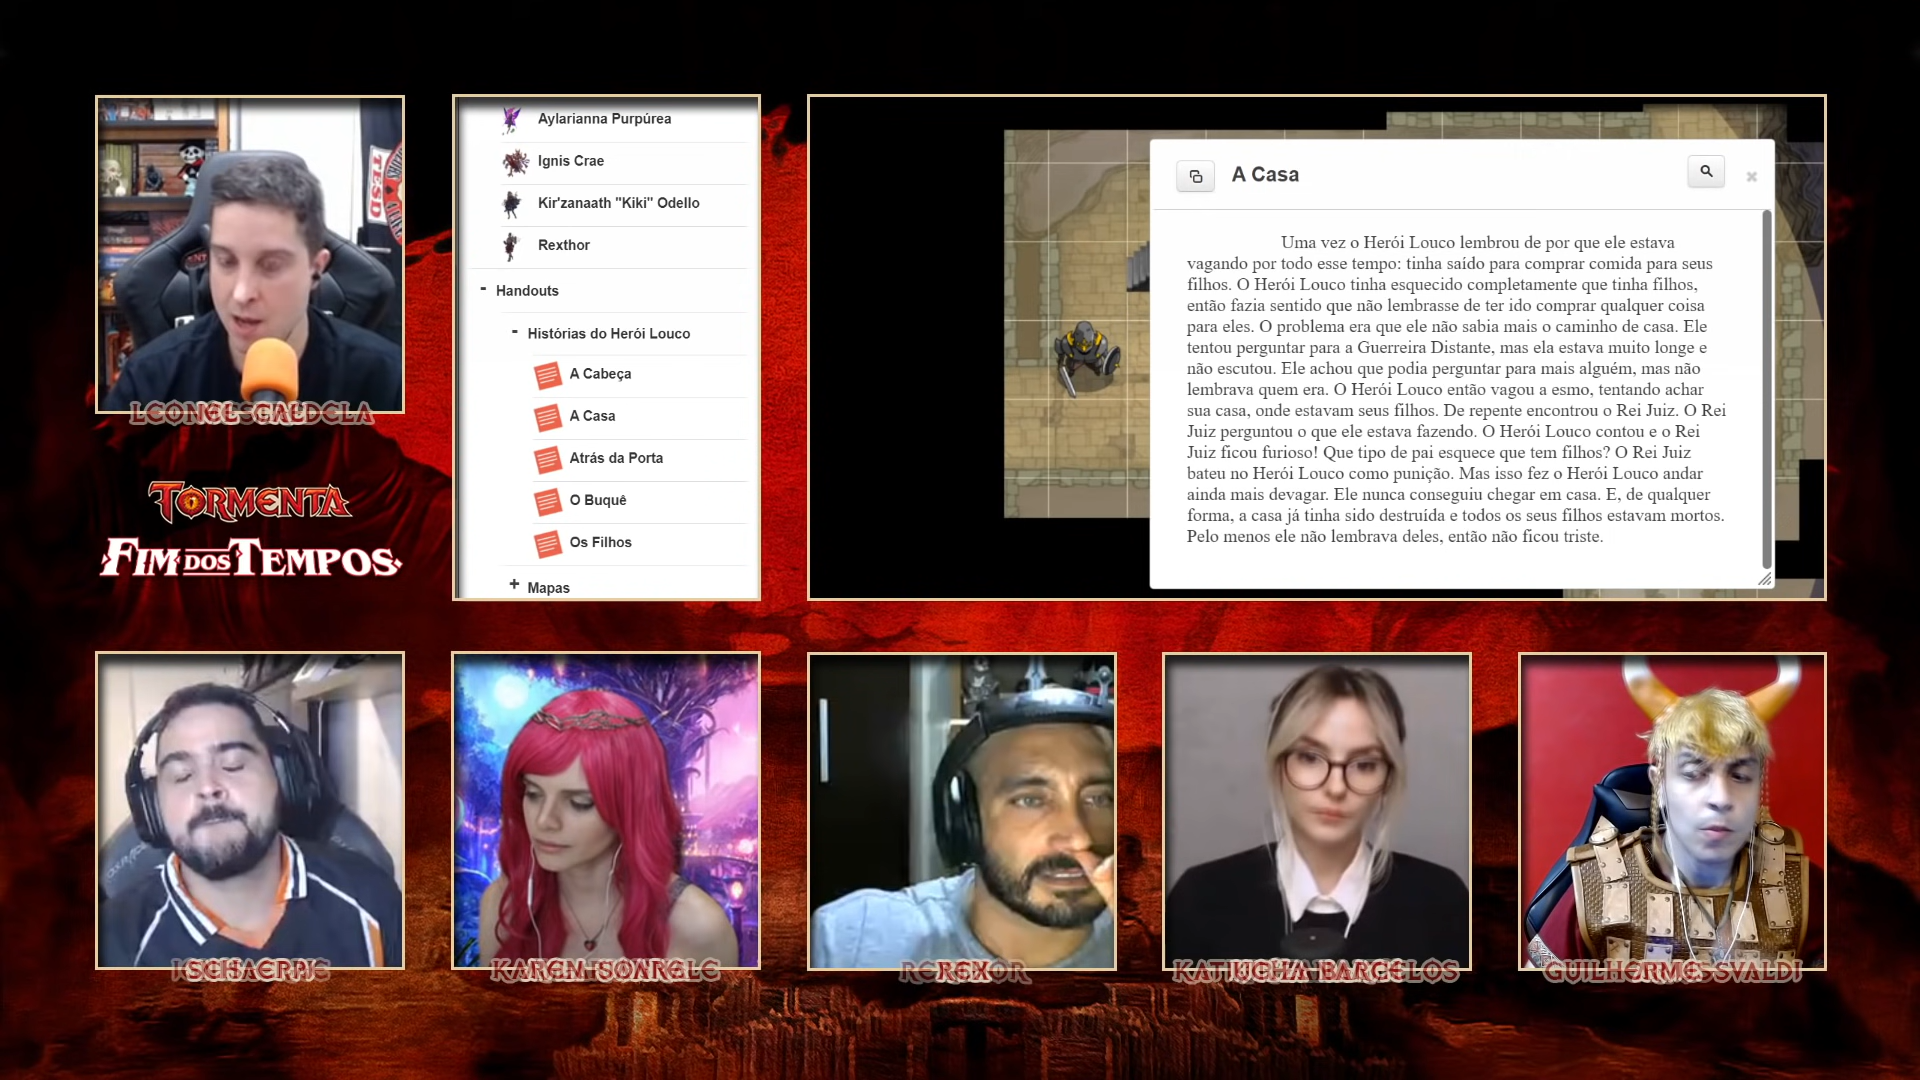 TESD
Aylarianna Purpúrea
Ignis Crae
Kir'zanaath "Kiki" Odello
Rexthor
- Handouts
- Histórias do Herói Louco
A Cabeça
A Casa
Atrás da Porta
O Buquê
Os Filhos
+ Mapas
A Casa
Uma vez o Herói Louco lembrou de por que ele estava
vagando por todo esse tempo: tinha saído para comprar comida para seus
filhos. O Herói Louco tinha esquecido completamente que tinha filhos,
então fazia sentido que não lembrasse de ter ido comprar qualquer coisa
para eles. O problema era que ele não sabia mais o caminho de casa. Ele
tentou perguntar para a Guerreira Distante, mas ela estava muito longe e
não escutou. Ele achou que podia perguntar para mais alguém, mas não
lembrava quem era. O Herói Louco então vagou a esmo, tentando achar
sua casa, onde estavam seus filhos. De repente encontrou o Rei Juiz. O Rei
Juiz perguntou o que ele estava fazendo. O Herói Louco contou e o Rei
Juiz ficou furioso! Que tipo de pai esquece que tem filhos? O Rei Juiz
bateu no Herói Louco como punição. Mas isso fez o Herói Louco andar
ainda mais devagar. Ele nunca conseguiu chegar em casa. E, de qualquer
forma, a casa já tinha sido destruída e todos os seus filhos estavam mortos.
Pelo menos ele não lembrava deles, então não ficou triste.
TORMENTA
FIM DOS TEMPOS